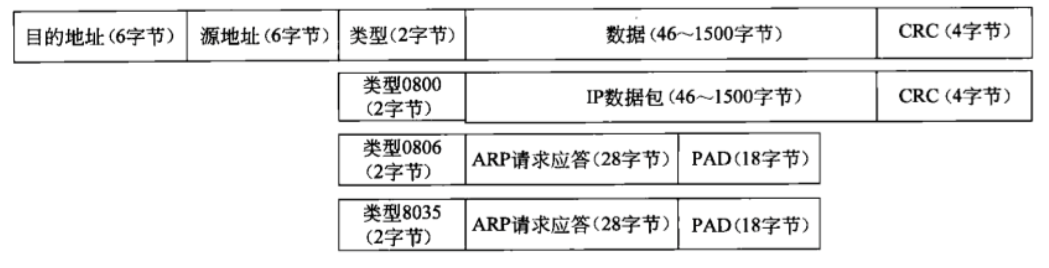 目的地址(6字节) 源地址(6字节) 类型(2字节) 数据(46～1500字节) CRC(4字节)
类型0800
(2字节)
IP数据包(46～1500字节) CRC(4字节)
类型0806
(2字节)
ARP请求应答(28字节) PAD(18字节)
类型8035
(2字节)
ARP请求应答(28字节) PAD(18字节)